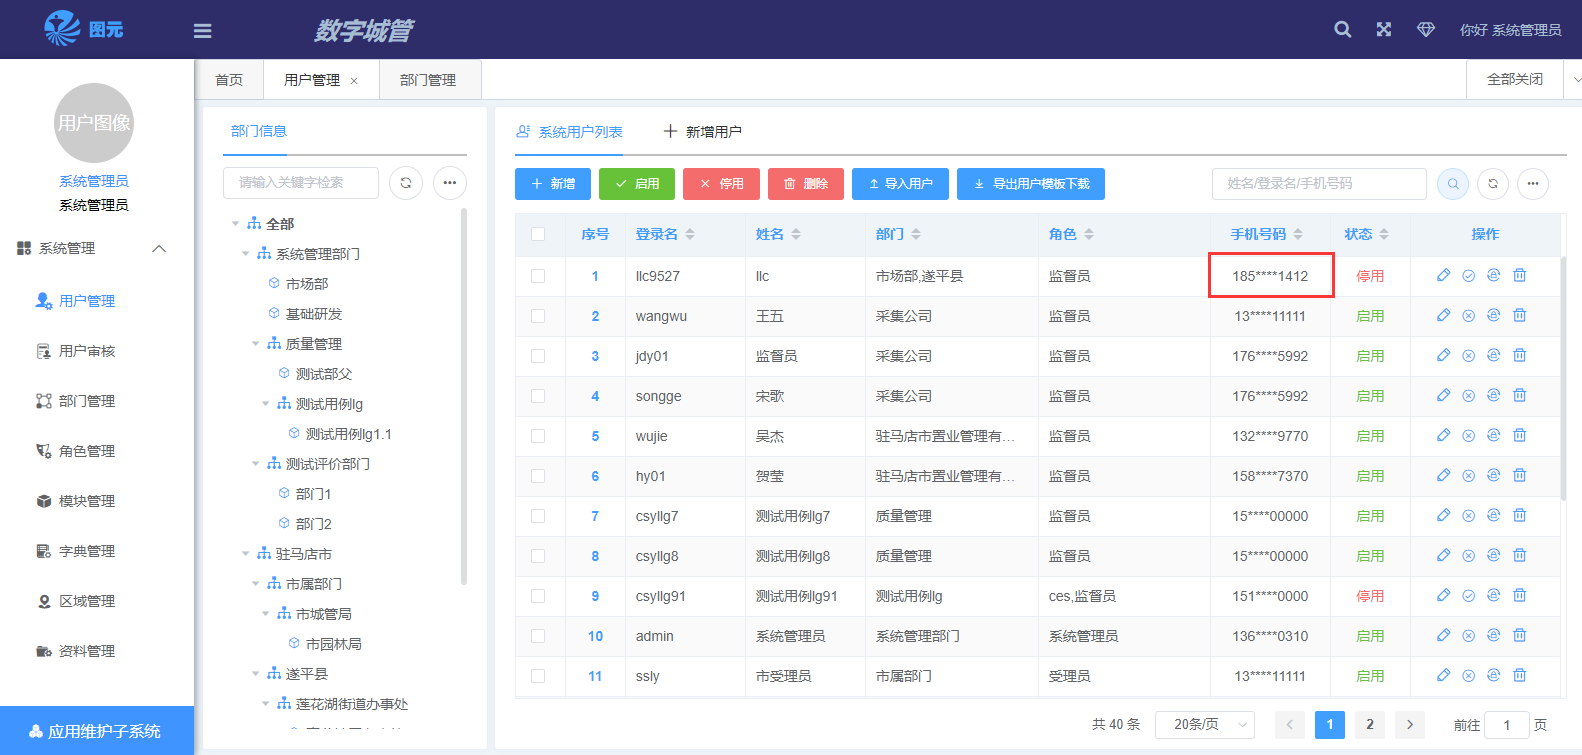 图元
数字城管
你好 系统管理员
首页
用户管理 ×
部门管理
全部关闭
用户图像
系统管理员
系统管理员
系统管理
用户管理
用户审核
部门管理
角色管理
模块管理
字典管理
区域管理
资料管理
应用维护子系统
部门信息
请输入关键字检索
全部
系统管理部门
市场部
基础研发
质量管理
测试部父
测试用例lg
测试用例lg1.1
测试评价部门
部门1
部门2
驻马店市
市属部门
市城管局
市园林局
遂平县
莲花湖街道办事处
系统用户列表
新增用户
新增 启用 停用 删除 导入用户 导出用户模板下载
姓名/登录名/手机号码
序号 登录名 姓名 部门 角色 手机号码 状态 操作
1 llc9527 llc 市场部,遂平县 监督员 185****1412 停用
2 wangwu 王五 采集公司 监督员 13****11111 启用
3 jdy01 监督员 采集公司 监督员 176****5992 启用
4 songge 宋歌 采集公司 监督员 176****5992 启用
5 wujie 吴杰 驻马店市置业管理有... 监督员 132****9770 启用
6 hy01 贺莹 驻马店市置业管理有... 监督员 158****7370 启用
7 csyllg7 测试用例lg7 质量管理 监督员 15****00000 启用
8 csyllg8 测试用例lg8 质量管理 监督员 15****00000 启用
9 csyllg91 测试用例lg91 测试用例lg ces,监督员 151****0000 停用
10 admin 系统管理员 系统管理部门 系统管理员 136****0310 启用
11 ssly 市受理员 市属部门 受理员 13****11111 启用
共 40 条 20条/页 < 1 2 > 前往 1 页